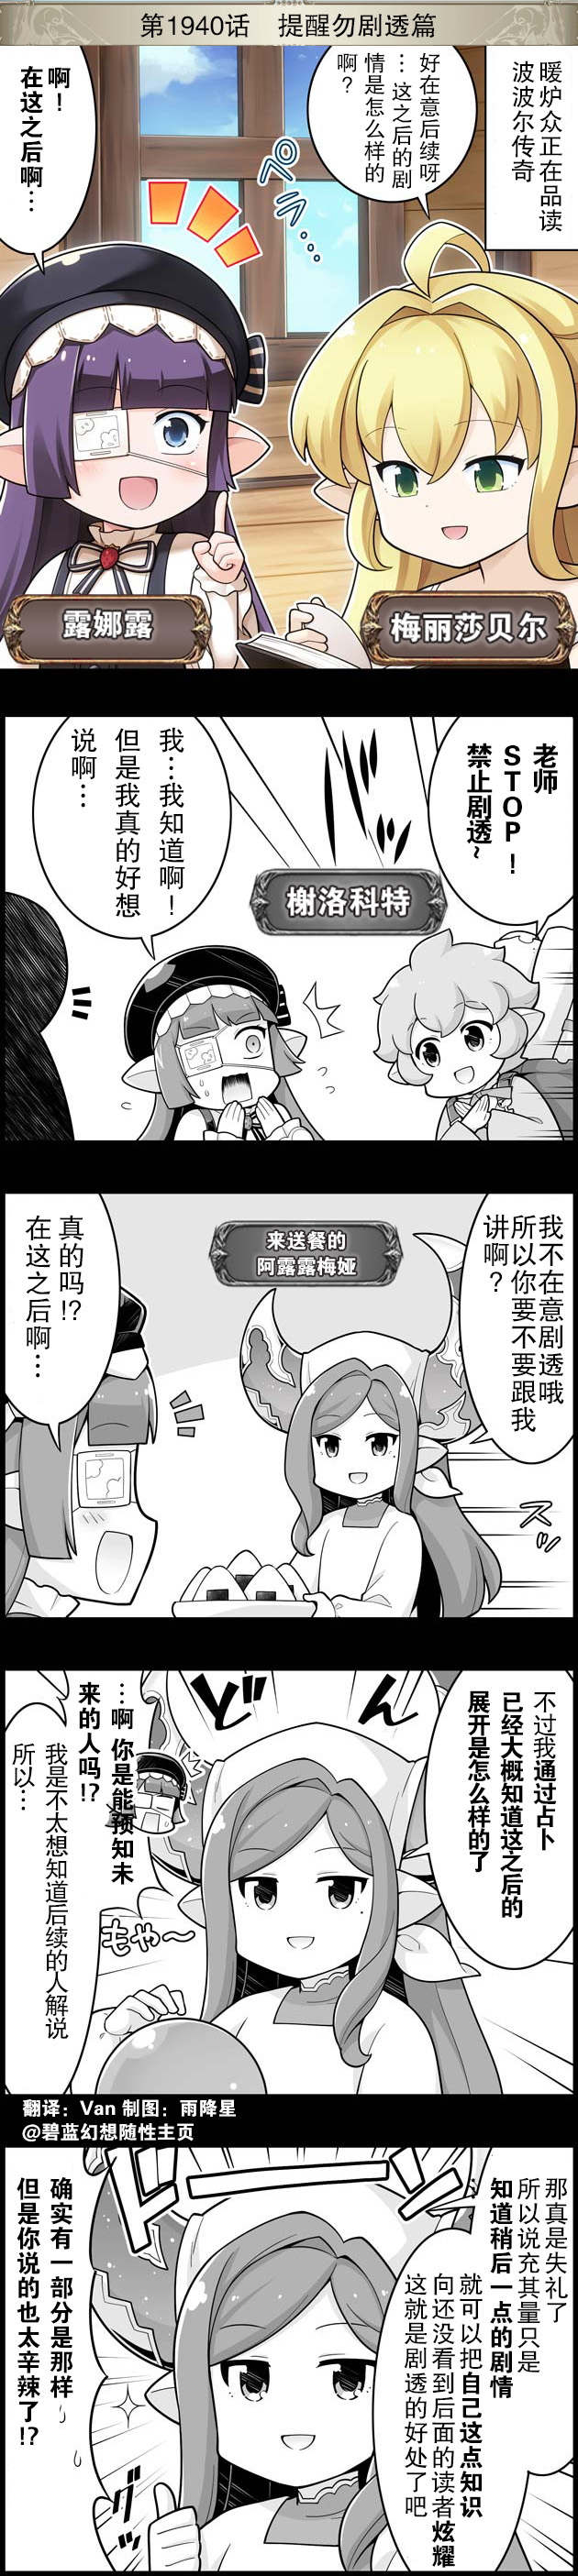 第1940话　提醒勿剧透篇
暖炉众正在品读
波波尔传奇
好在意后续呀
…这之后的剧
情是怎么样的
啊？
ペラ…
啊！
在这之后啊…
露娜露
梅丽莎贝尔
老师
STOP！
禁止剧透~
我…我知道啊！
但是我真的好想
说啊…
榭洛科特
我不在意剧透哦
所以你要不要跟我
讲啊？
来送餐的
阿露露梅娅
真的吗！？
在这之后啊…
スッ
不过我通过占卜
已经大概知道这之后的
展开是怎么样的了
どん
…啊 你是能预知未
来的人吗！？
我是不太想知道后续的人解说
所以…
もや～
翻译：Van 制图：雨降星
@碧蓝幻想随性主页
那真是失礼了
所以说充其量只是
知道稍后一点的剧情
就可以把自己这点知识
向还没看到后面的读者炫耀
这就是剧透的好处了吧
ドーン
确实有一部分是那样
但是你说的也太辛辣了！？
グッ